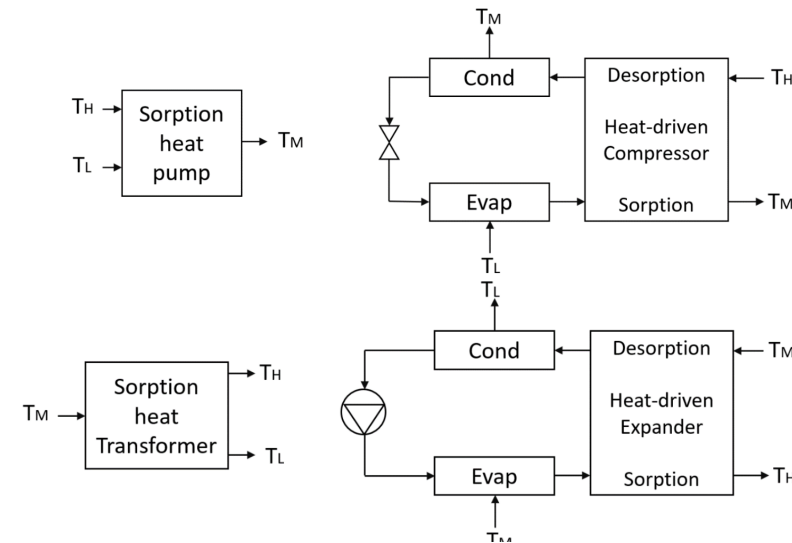 TM
Cond
Desorption
TH
Heat-driven
Compressor
Evap
Sorption
TM
TL
TH
Sorption
heat
pump
TL
TM
TL
Cond
Desorption
TM
Heat-driven
Expander
Evap
Sorption
TH
TM
TM
Sorption
heat
Transformer
TH
TL